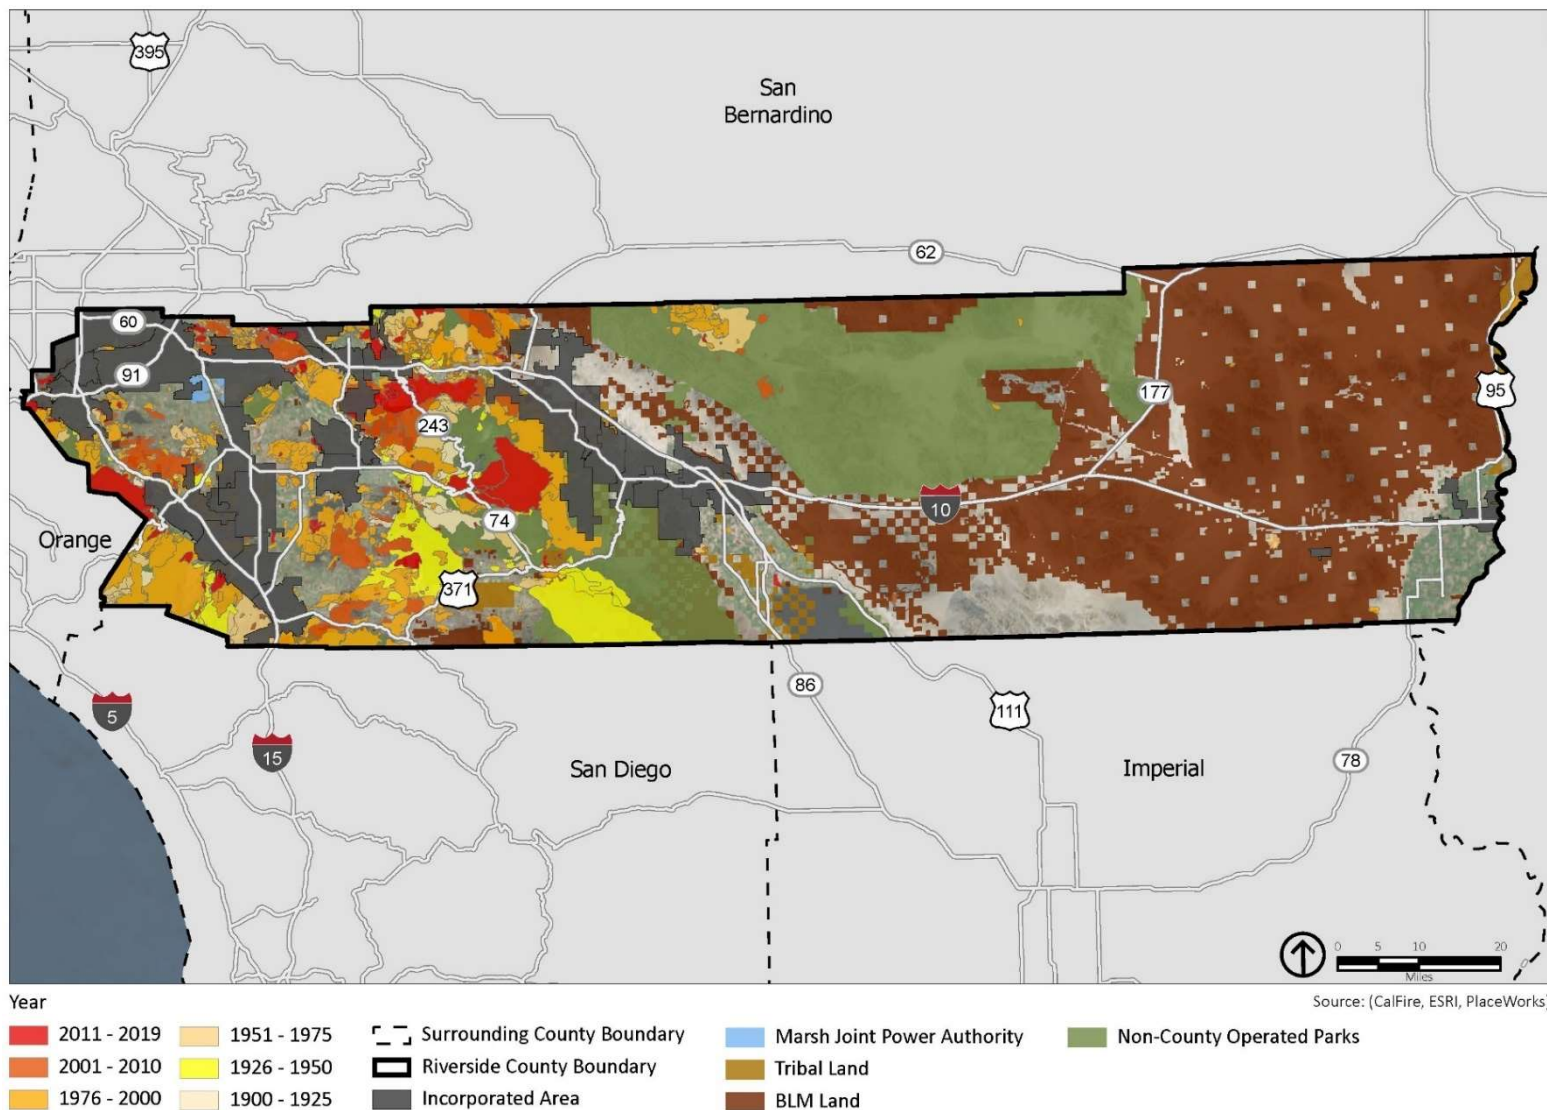 395
San
Bernardino
62
60
91
177
95
243
10
74
Orange
371
86
5
111
15
San Diego
Imperial
78
0 5 10 20
Miles
Year
Source: (CalFire, ESRI, PlaceWorks)
2011 - 2019
2001 - 2010
1976 - 2000
1951 - 1975
1926 - 1950
1900 - 1925
Surrounding County Boundary
Riverside County Boundary
Incorporated Area
Marsh Joint Power Authority
Tribal Land
BLM Land
Non-County Operated Parks